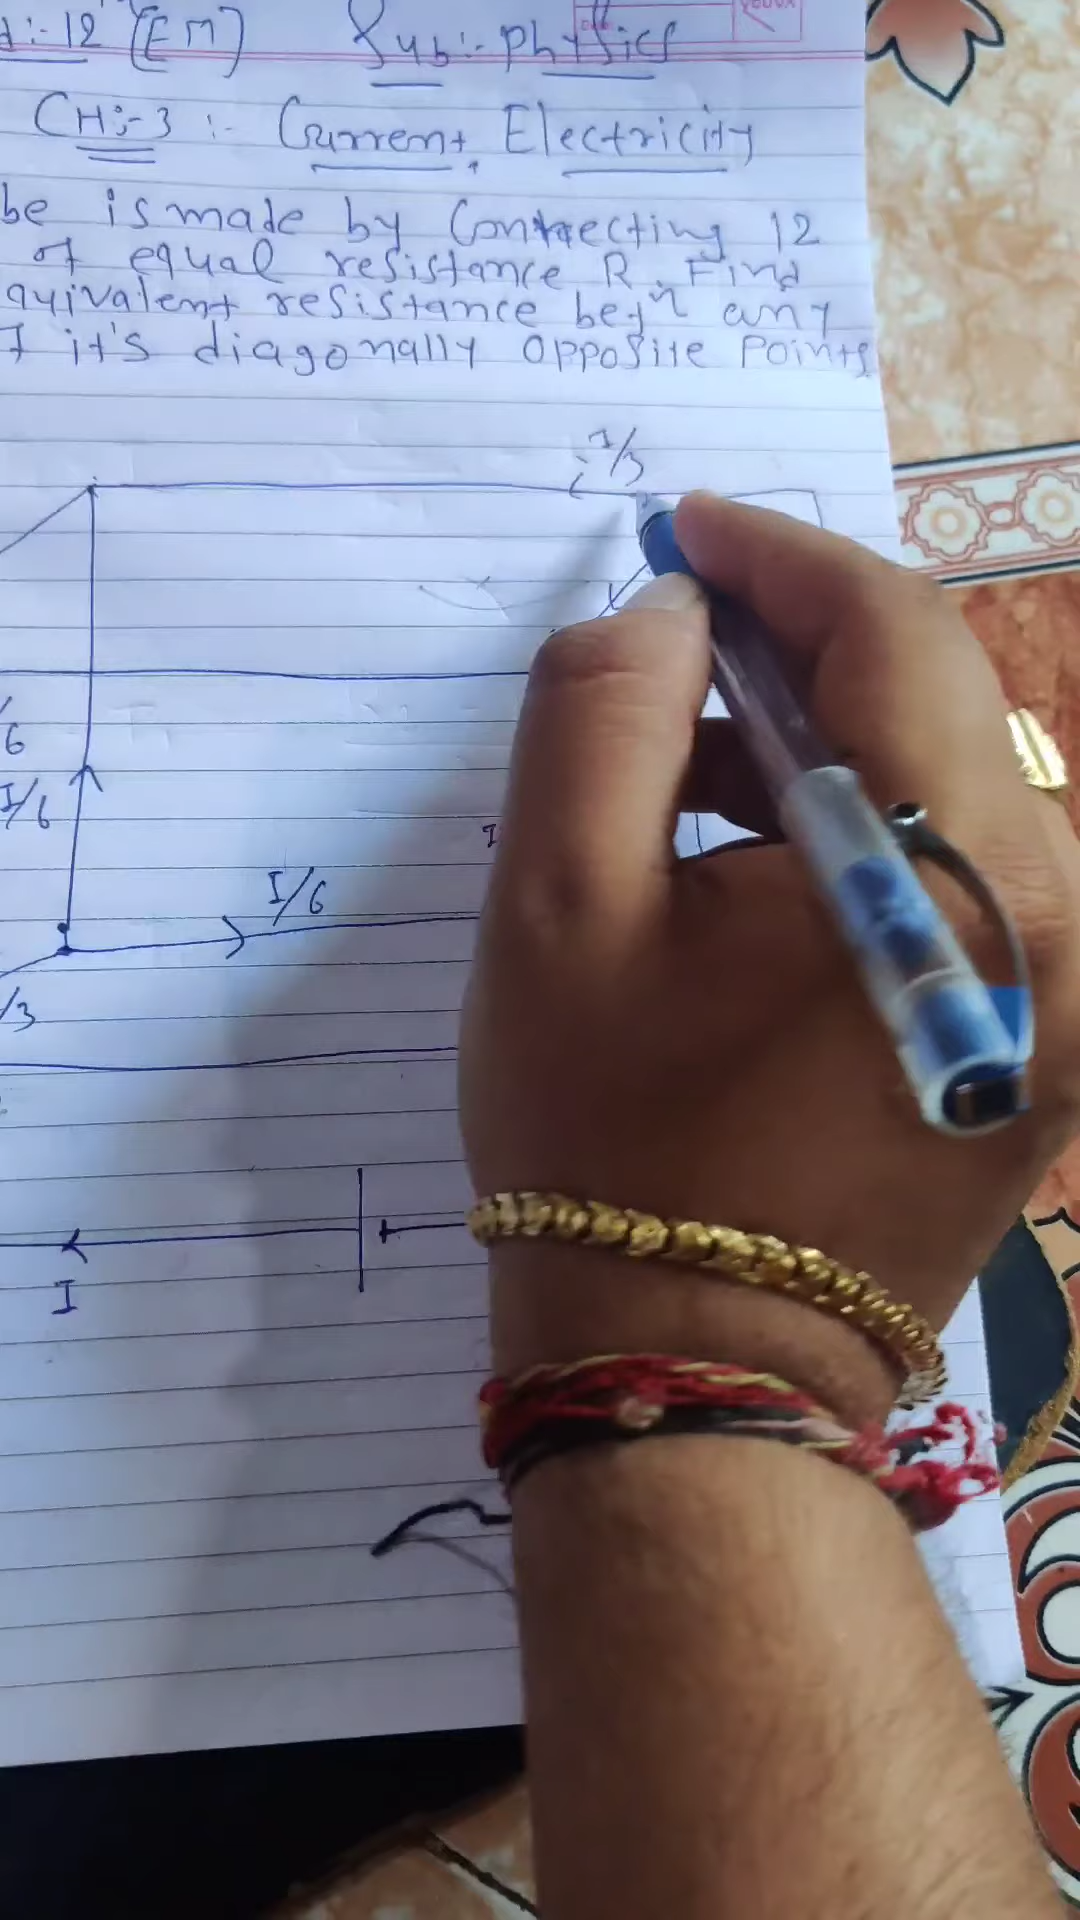 :-12 (EM) Sub:- Physics
CH:-3 :- Current Electricity
be is made by Connecting 12
of equal resistance R. Find
quivalent resistance beyⁿ any
it's diagonally opposite points
I/3
6
I/6
I
I/6
/3
I